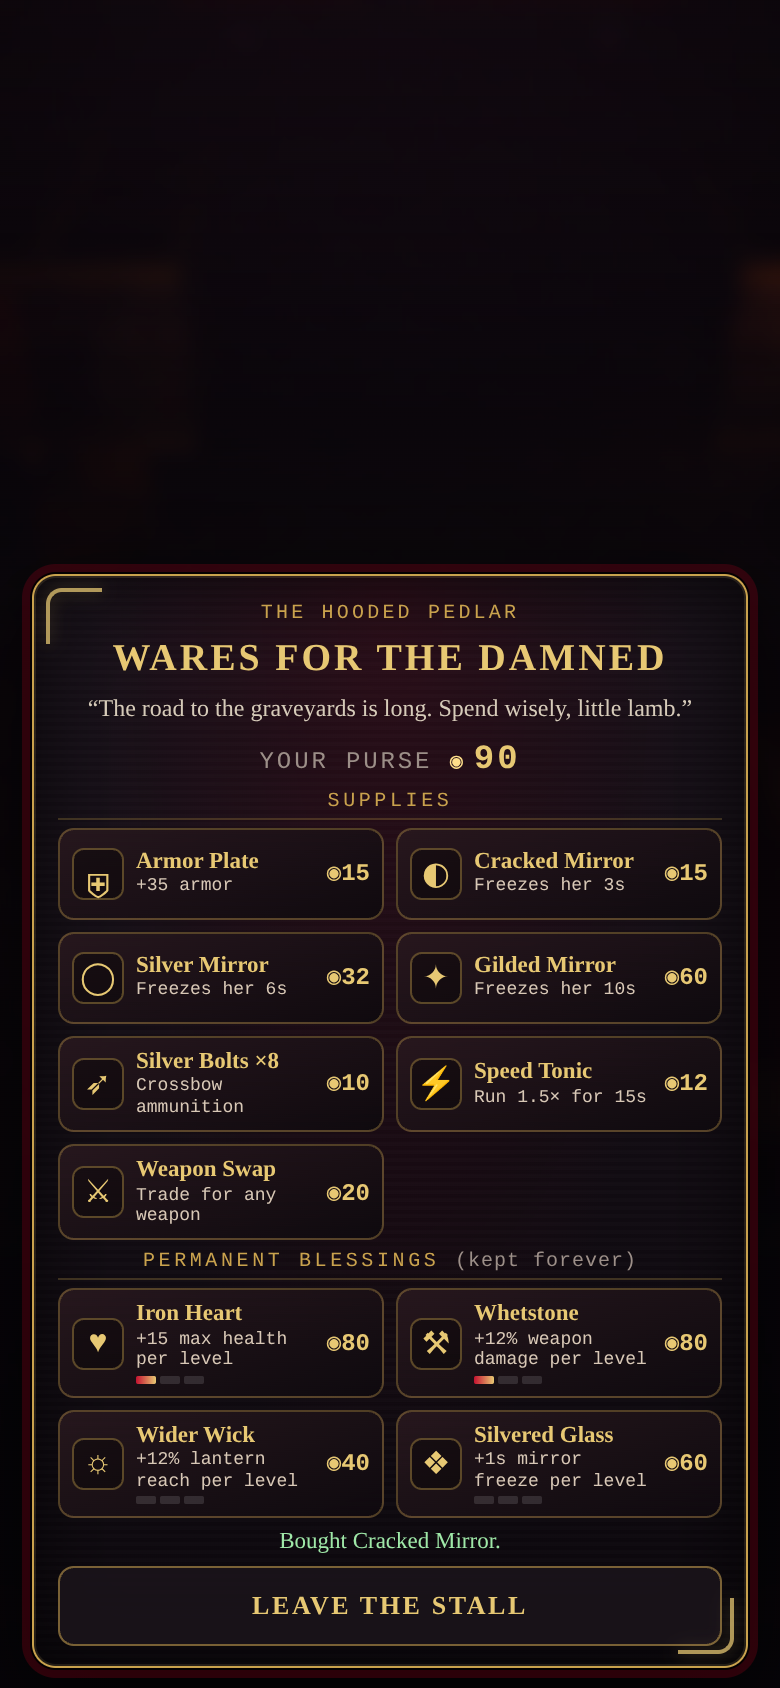 THE HOODED PEDLAR
WARES FOR THE DAMNED
“The road to the graveyards is long. Spend wisely, little lamb.”
YOUR PURSE ◉ 90
SUPPLIES
Armor Plate
+35 armor
◉15
Cracked Mirror
Freezes her 3s
◉15
Silver Mirror
Freezes her 6s
◉32
Gilded Mirror
Freezes her 10s
◉60
Silver Bolts ×8
Crossbow
ammunition
◉10
Speed Tonic
Run 1.5× for 15s
◉12
Weapon Swap
Trade for any
weapon
◉20
PERMANENT BLESSINGS (kept forever)
Iron Heart
+15 max health
per level
◉80
Whetstone
+12% weapon
damage per level
◉80
Wider Wick
+12% lantern
reach per level
◉40
Silvered Glass
+1s mirror
freeze per level
◉60
Bought Cracked Mirror.
LEAVE THE STALL